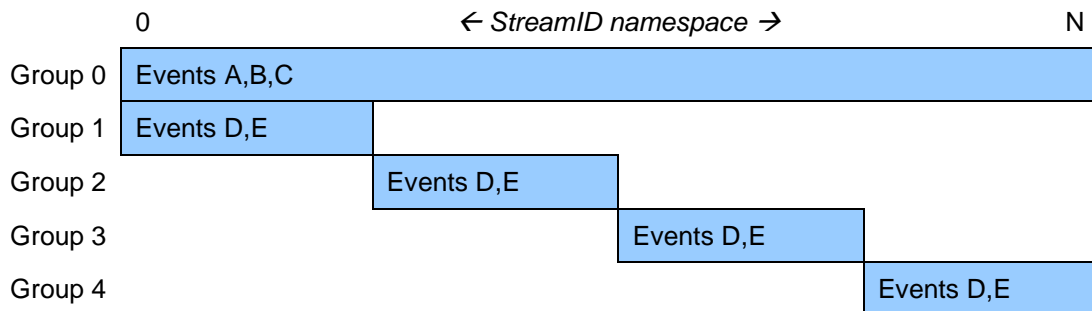 0 ← StreamID namespace → N
Group 0 Events A,B,C
Group 1 Events D,E
Group 2 Events D,E
Group 3 Events D,E
Group 4 Events D,E